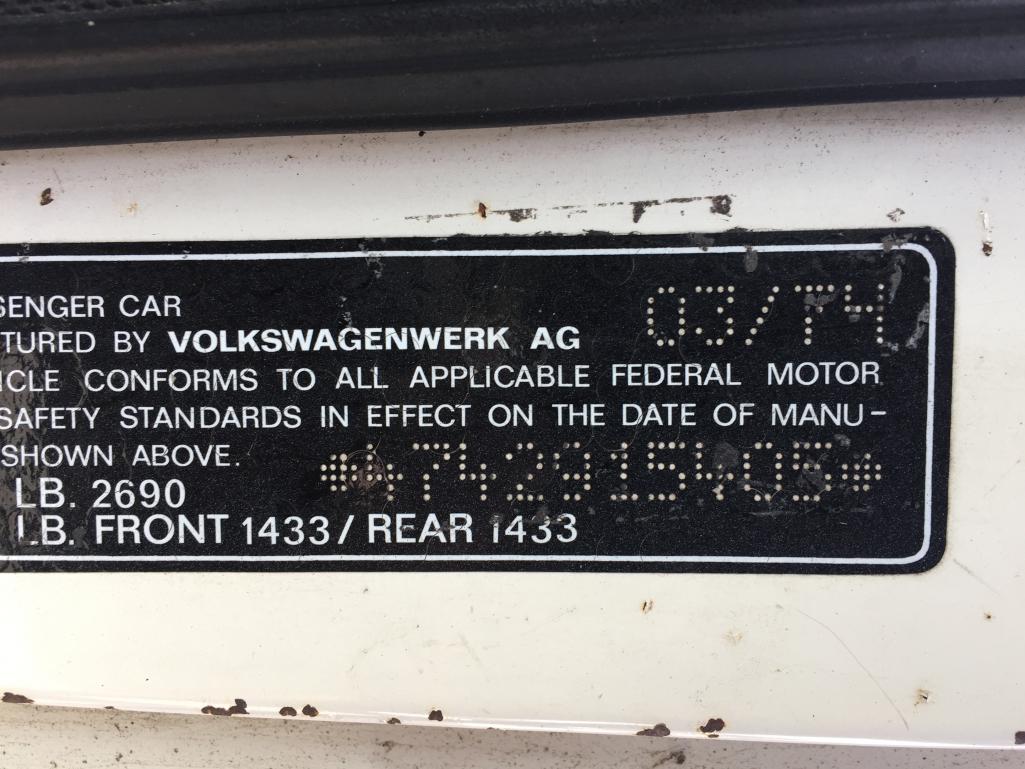 03/74
SENGER CAR
TURED BY VOLKSWAGENWERK AG
ICLE CONFORMS TO ALL APPLICABLE FEDERAL MOTOR
SAFETY STANDARDS IN EFFECT ON THE DATE OF MANU-
SHOWN ABOVE. *4742915405*
LB. 2690
LB. FRONT 1433/REAR 1433